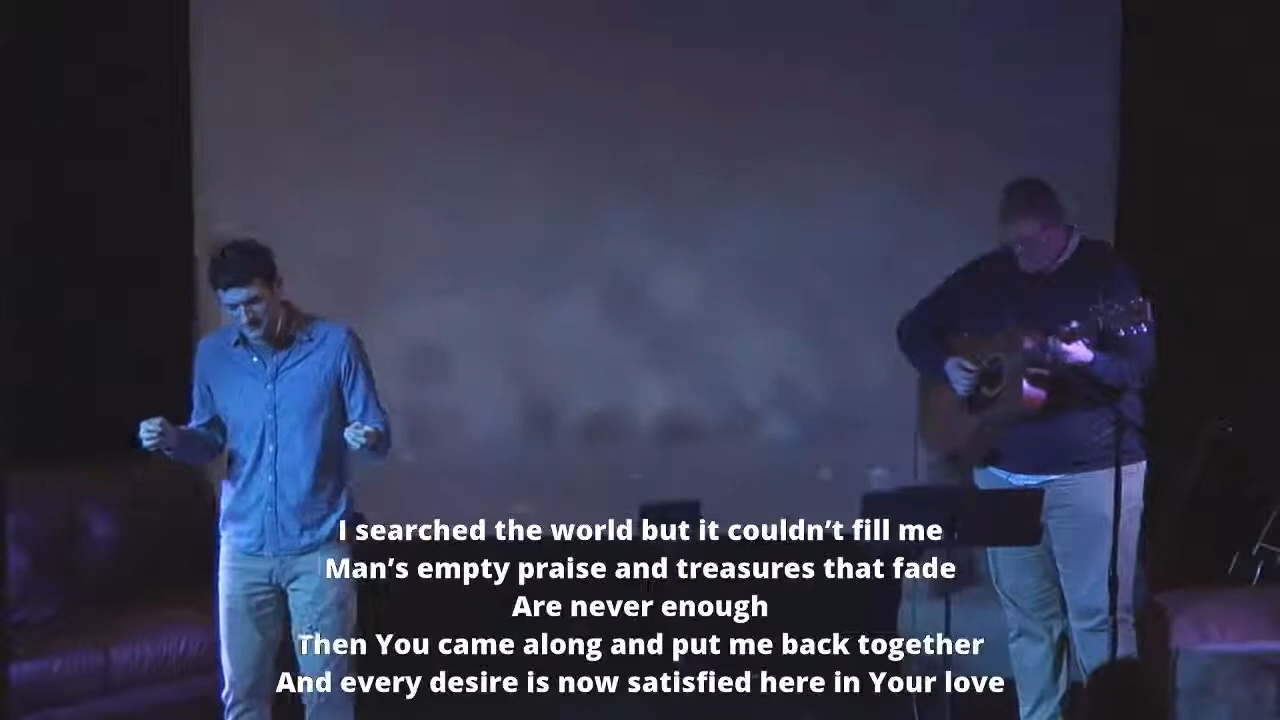 I searched the world but it couldn’t fill me
Man’s empty praise and treasures that fade
Are never enough
Then You came along and put me back together
And every desire is now satisfied here in Your love